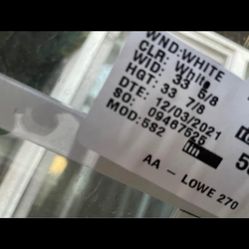 WND:WHITE
CLR: White
WID: 33 5/8
HGT: 33 7/8
DTE: 12/03/2021
SO: 09467525
MOD:5S2
AA - LOWE 270